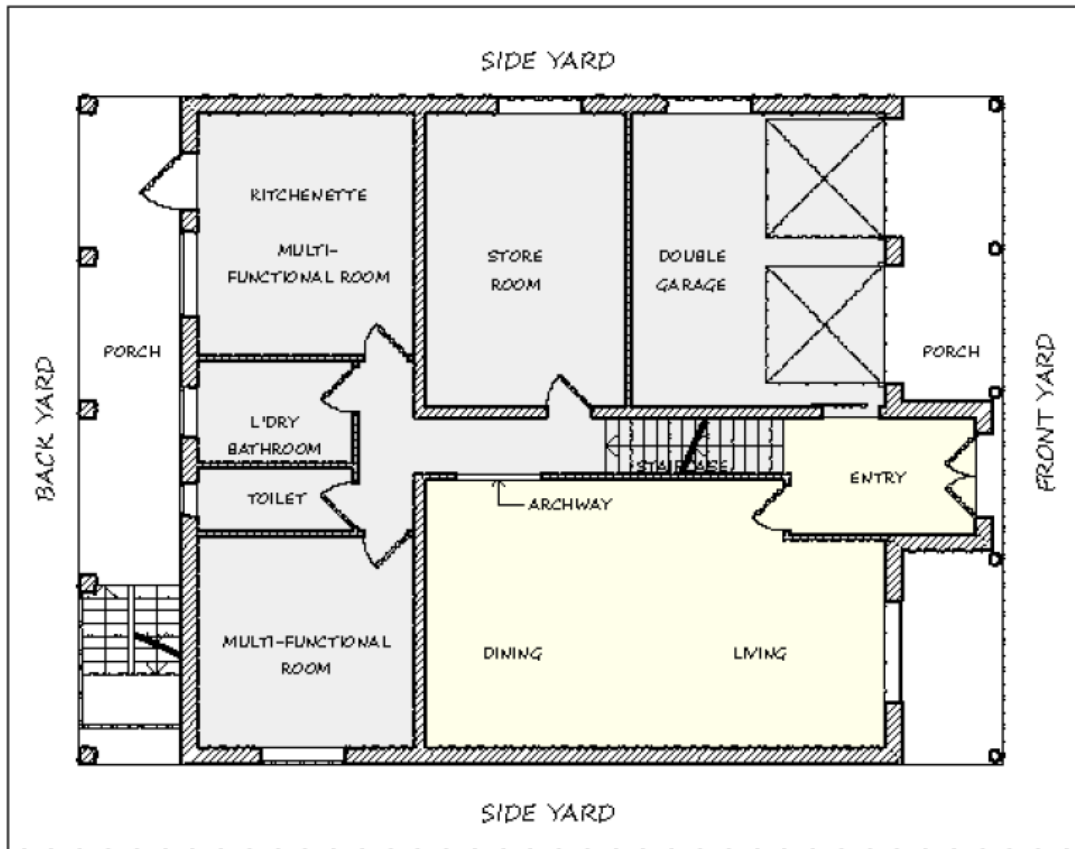 SIDE YARD
KITCHENETTE
MULTI-
FUNCTIONAL ROOM
STORE
ROOM
DOUBLE
GARAGE
PORCH
PORCH
BACK YARD
FRONT YARD
L'DRY
BATHROOM
TOILET
STAIRCASE
ENTRY
ARCHWAY
MULTI-FUNCTIONAL
ROOM
DINING
LIVING
SIDE YARD